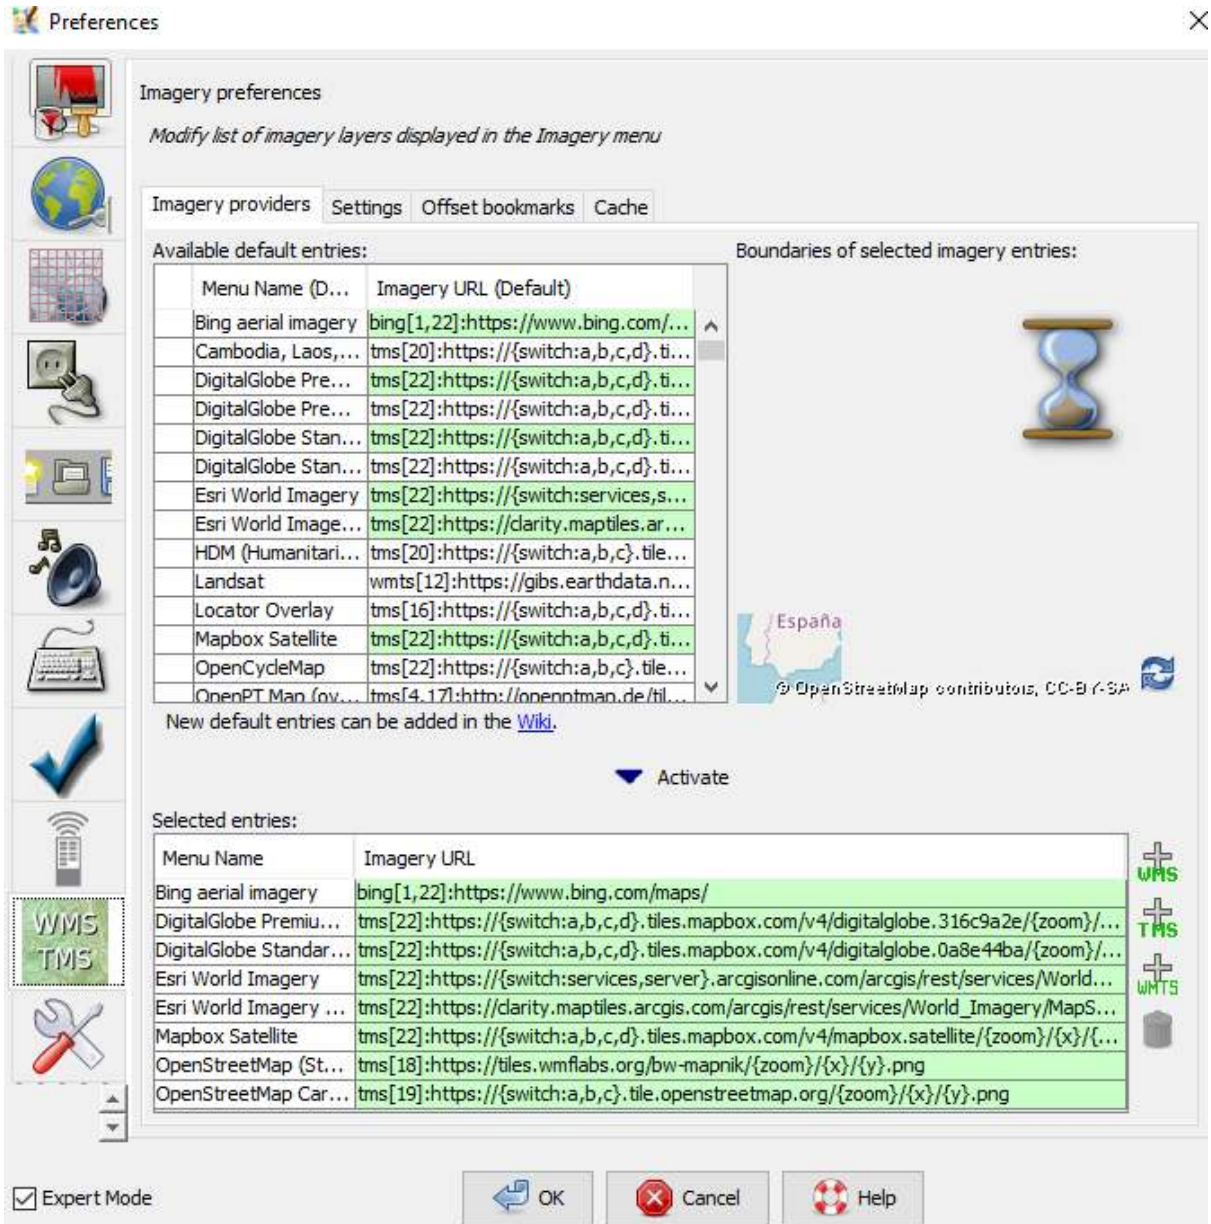 Preferences
Imagery preferences
Modify list of imagery layers displayed in the Imagery menu
Imagery providers Settings Offset bookmarks Cache
Available default entries: Boundaries of selected imagery entries:
Menu Name (D... Imagery URL (Default)
Bing aerial imagery bing[1,22]:https://www.bing.com/...
Cambodia, Laos,... tms[20]:https://{switch:a,b,c,d}.ti...
DigitalGlobe Pre... tms[22]:https://{switch:a,b,c,d}.ti...
DigitalGlobe Pre... tms[22]:https://{switch:a,b,c,d}.ti...
DigitalGlobe Stan... tms[22]:https://{switch:a,b,c,d}.ti...
DigitalGlobe Stan... tms[22]:https://{switch:a,b,c,d}.ti...
Esri World Imagery tms[22]:https://{switch:services,s...
Esri World Image... tms[22]:https://clarity.maptiles.ar...
HDM (Humanitari... tms[20]:https://{switch:a,b,c}.tile...
Landsat wmts[12]:https://gibs.earthdata.n...
Locator Overlay tms[16]:https://{switch:a,b,c,d}.ti...
Mapbox Satellite tms[22]:https://{switch:a,b,c,d}.ti...
OpenCycleMap tms[22]:https://{switch:a,b,c}.tile...
OpenPT Map (ov... tms[4,17]:http://openptmap.de/til...
España
© OpenStreetMap contributors, CC-BY-SA
New default entries can be added in the Wiki.
Activate
Selected entries:
Menu Name Imagery URL
Bing aerial imagery bing[1,22]:https://www.bing.com/maps/
DigitalGlobe Premiu... tms[22]:https://{switch:a,b,c,d}.tiles.mapbox.com/v4/digitalglobe.316c9a2e/{zoom}/...
DigitalGlobe Standar... tms[22]:https://{switch:a,b,c,d}.tiles.mapbox.com/v4/digitalglobe.0a8e44ba/{zoom}/...
Esri World Imagery tms[22]:https://{switch:services,server}.arcgisonline.com/arcgis/rest/services/World...
Esri World Imagery ... tms[22]:https://clarity.maptiles.arcgis.com/arcgis/rest/services/World_Imagery/MapS...
Mapbox Satellite tms[22]:https://{switch:a,b,c,d}.tiles.mapbox.com/v4/mapbox.satellite/{zoom}/{x}/{...
OpenStreetMap (St... tms[18]:https://tiles.wmflabs.org/bw-mapnik/{zoom}/{x}/{y}.png
OpenStreetMap Car... tms[19]:https://{switch:a,b,c}.tile.openstreetmap.org/{zoom}/{x}/{y}.png
WMS
TMS
WMTS
WMS
TMS
Expert Mode OK Cancel Help